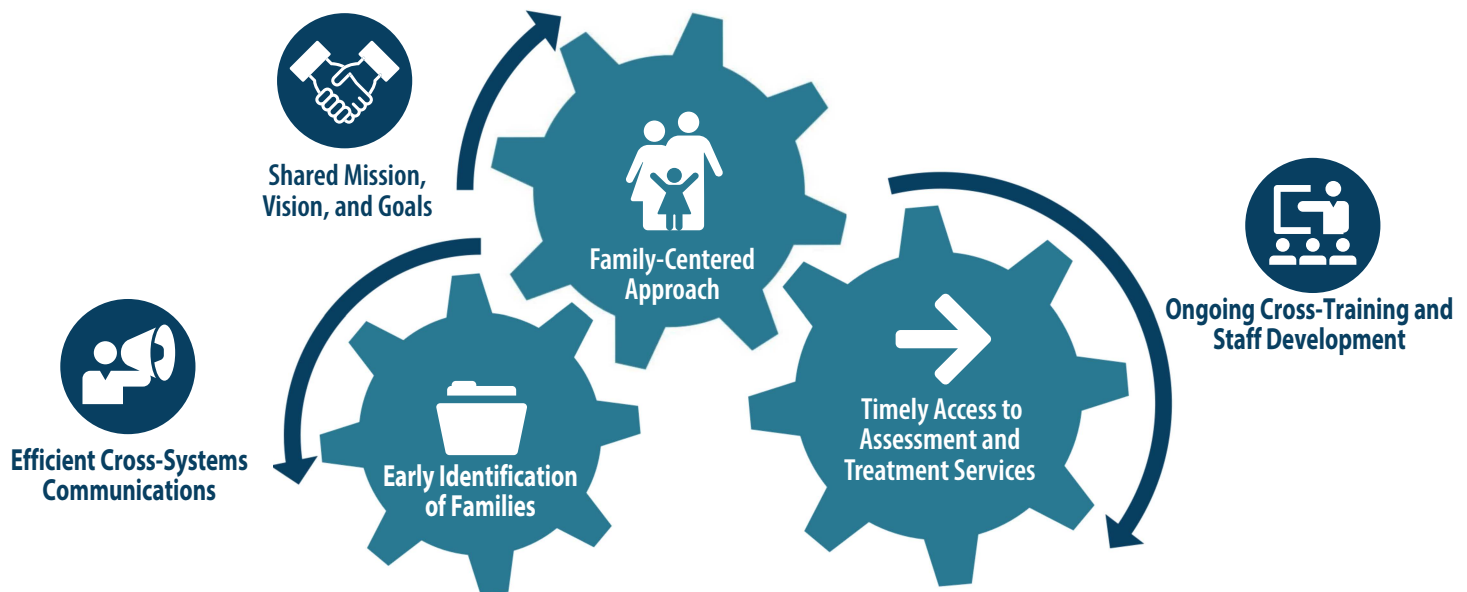 Shared Mission,
Vision, and Goals
Family-Centered
Approach
Ongoing Cross-Training and
Staff Development
Efficient Cross-Systems
Communications
Early Identification
of Families
Timely Access to
Assessment and
Treatment Services